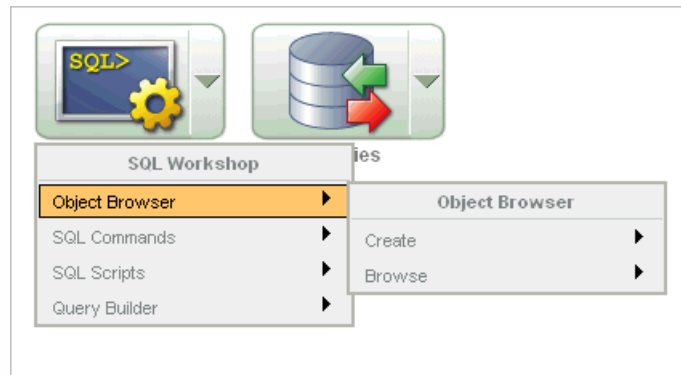 SQL>
SQL Workshop
ies
Object Browser
SQL Commands
SQL Scripts
Query Builder
Object Browser
Create
Browse